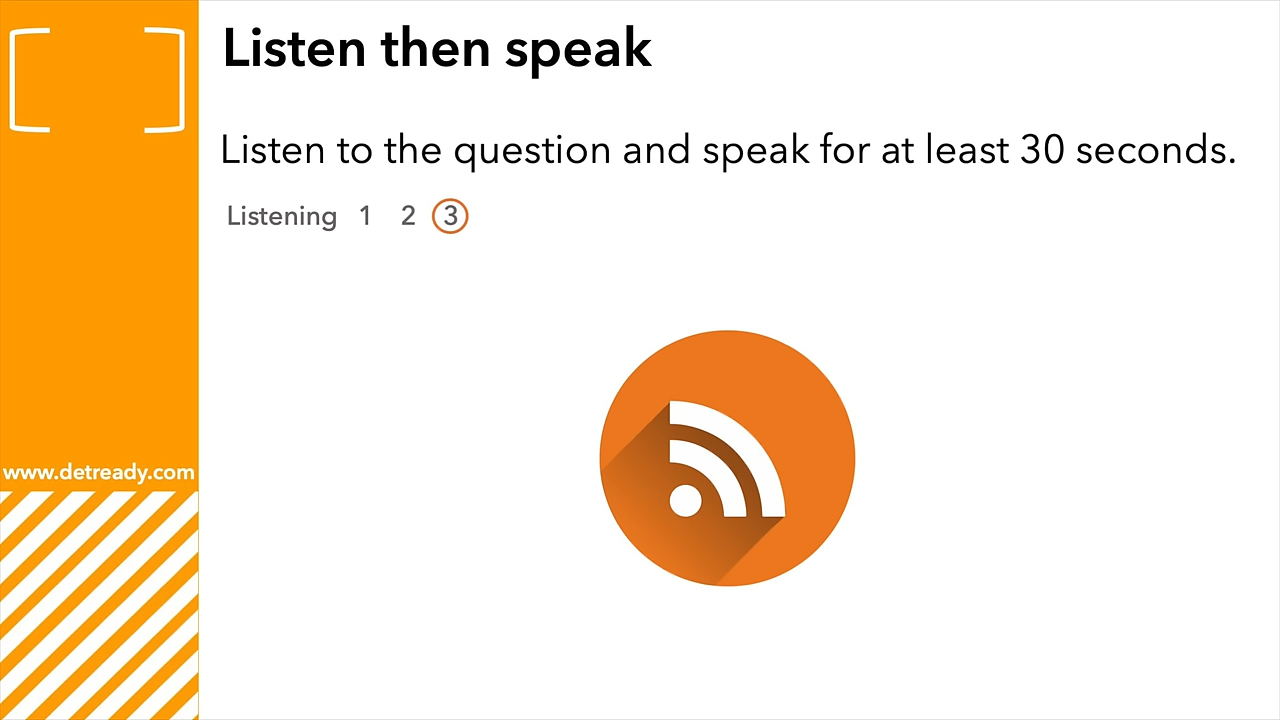 Listen then speak
Listen to the question and speak for at least 30 seconds.
Listening 1 2 3
www.detready.com